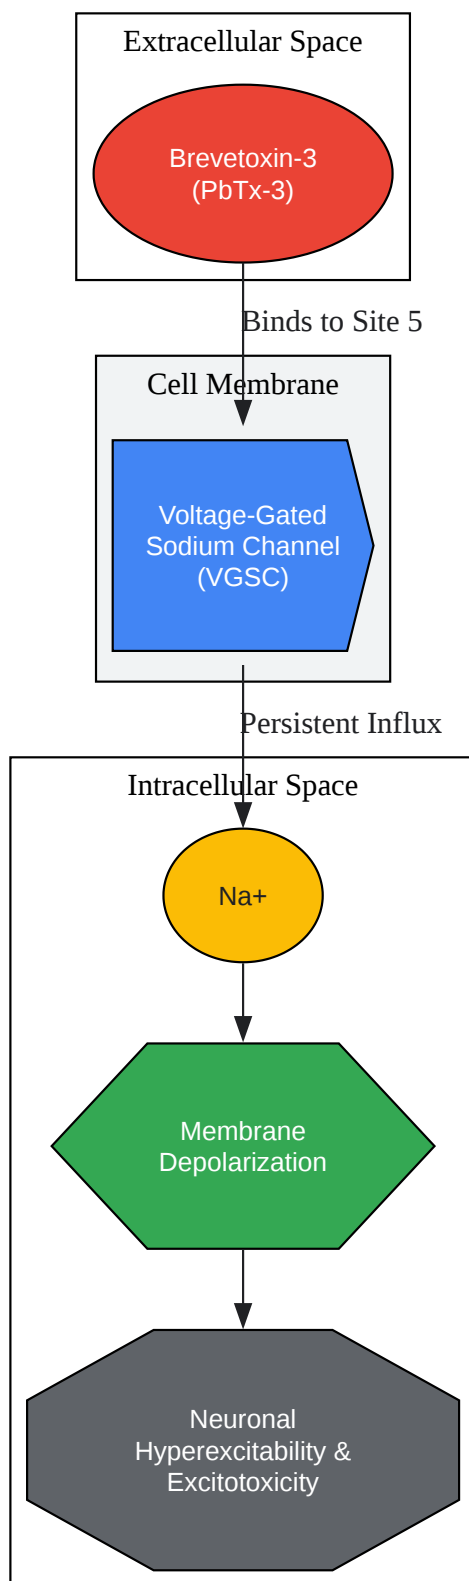 Extracellular Space
Brevetoxin-3
(PbTx-3)
Binds to Site 5
Cell Membrane
Voltage-Gated
Sodium Channel
(VGSC)
Persistent Influx
Intracellular Space
Na+
Membrane
Depolarization
Neuronal
Hyperexcitability &
Excitotoxicity